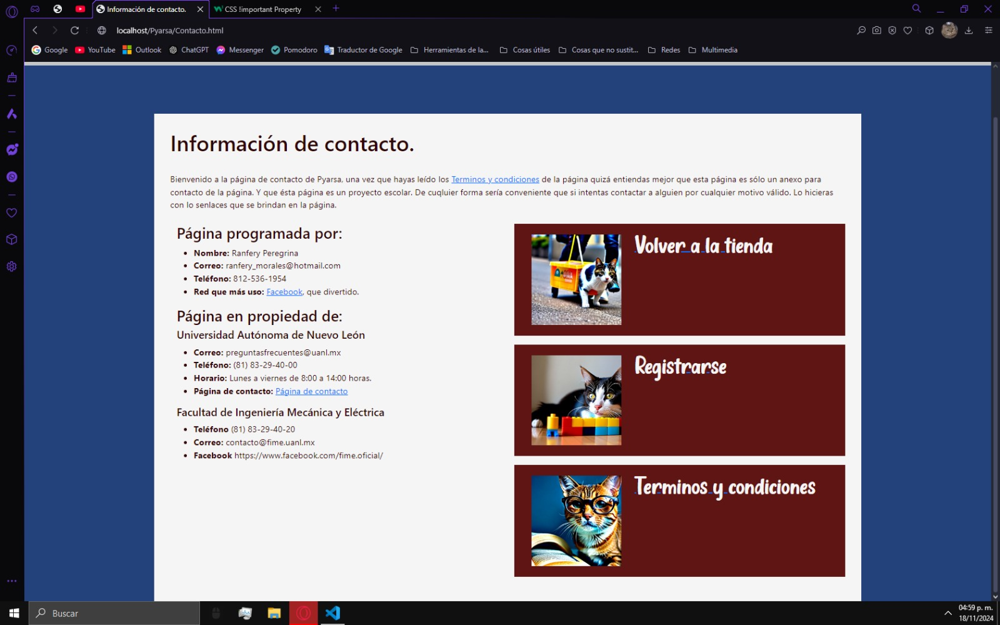 Información de contacto.
CSS !important Property
localhost/Pyarsa/Contacto.html
Google YouTube Outlook ChatGPT Messenger Pomodoro Traductor de Google Herramientas de la... Cosas útiles Cosas que no sustit... Redes Multimedia
Información de contacto.
Bienvenido a la página de contacto de Pyarsa, una vez que hayas leído los Terminos y condiciones de la página quizá entiendas mejor que esta página es sólo un anexo para
contacto de la página. Y que ésta página es un proyecto escolar. De cuqluier forma sería conveniente que si intentas contactar a alguien por cualquier motivo válido. Lo hicieras
con lo senlaces que se brindan en la página.
Página programada por:
Nombre: Ranfery Peregrina
Correo: ranfery_morales@hotmail.com
Teléfono: 812-536-1954
Red que más uso: Facebook, que divertido.
Página en propiedad de:
Universidad Autónoma de Nuevo León
Correo: preguntasfrecuentes@uanl.mx
Teléfono: (81) 83-29-40-00
Horario: Lunes a viernes de 8:00 a 14:00 horas.
Página de contacto: Página de contacto
Facultad de Ingeniería Mecánica y Eléctrica
Teléfono (81) 83-29-40-20
Correo: contacto@fime.uanl.mx
Facebook https://www.facebook.com/fime.oficial/
Volver a la tienda
Registrarse
Terminos y condiciones
Buscar
04:59 p. m.
18/11/2024